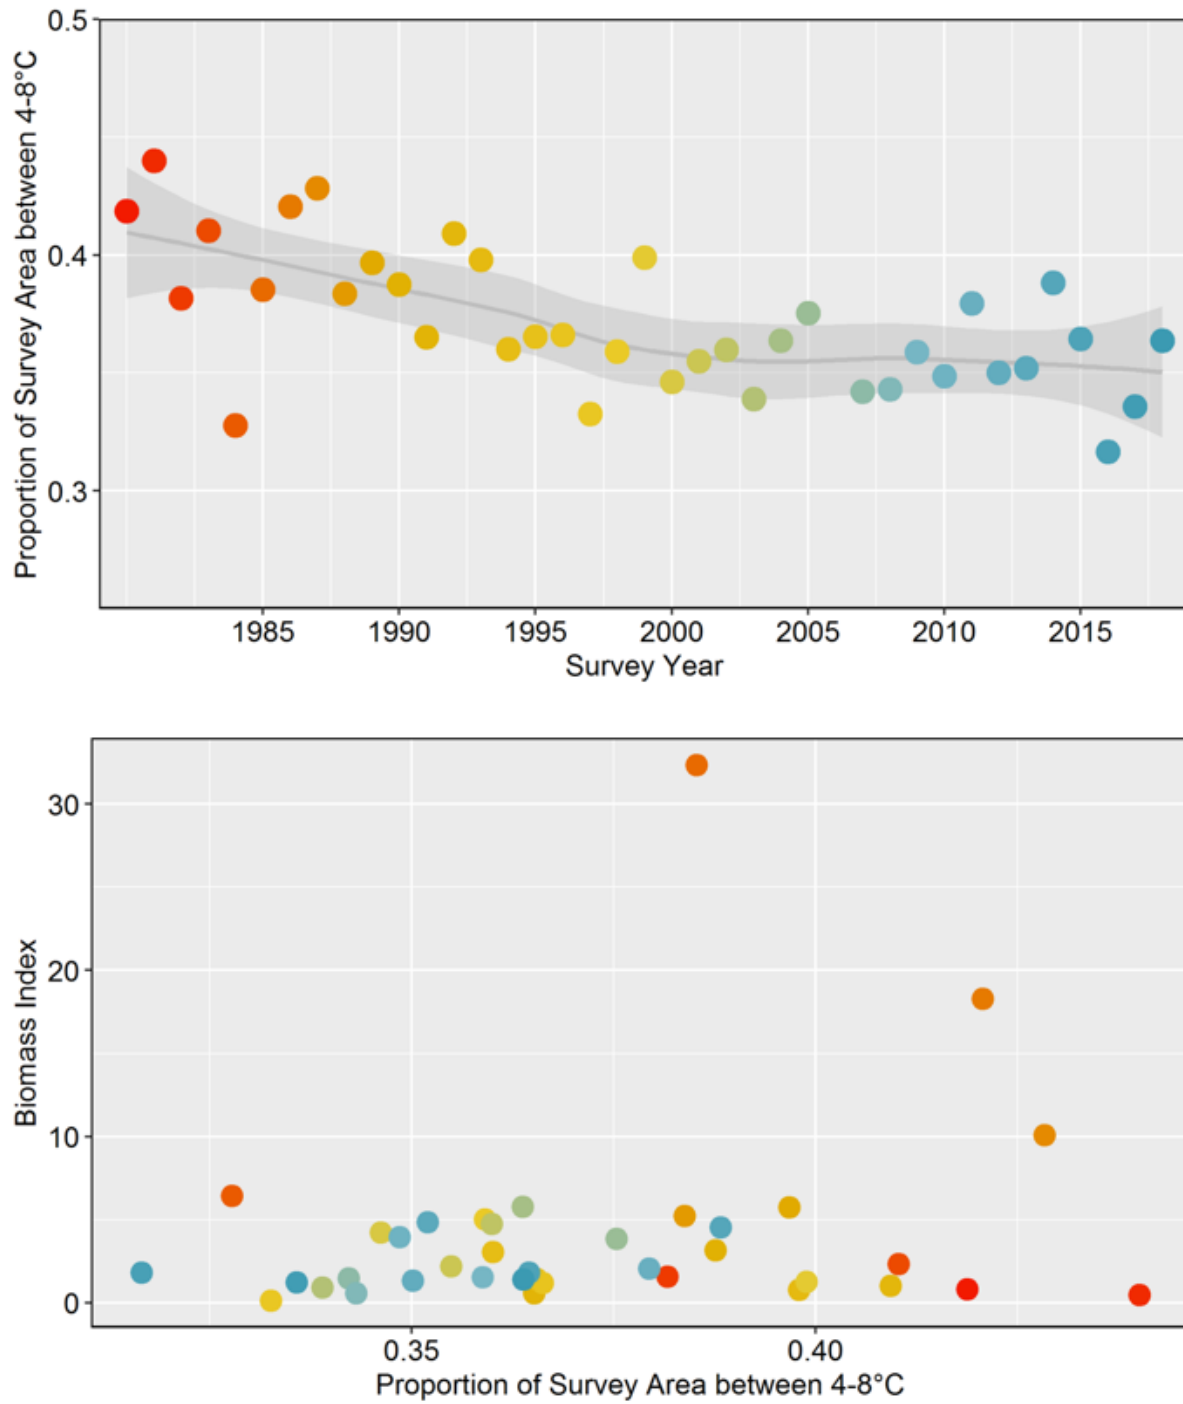 Proportion of Survey Area between 4-8°C
0.5
0.4
0.3
1985 1990 1995 2000 2005 2010 2015
Survey Year
Biomass Index
30
20
10
0
0.35 0.40
Proportion of Survey Area between 4-8°C